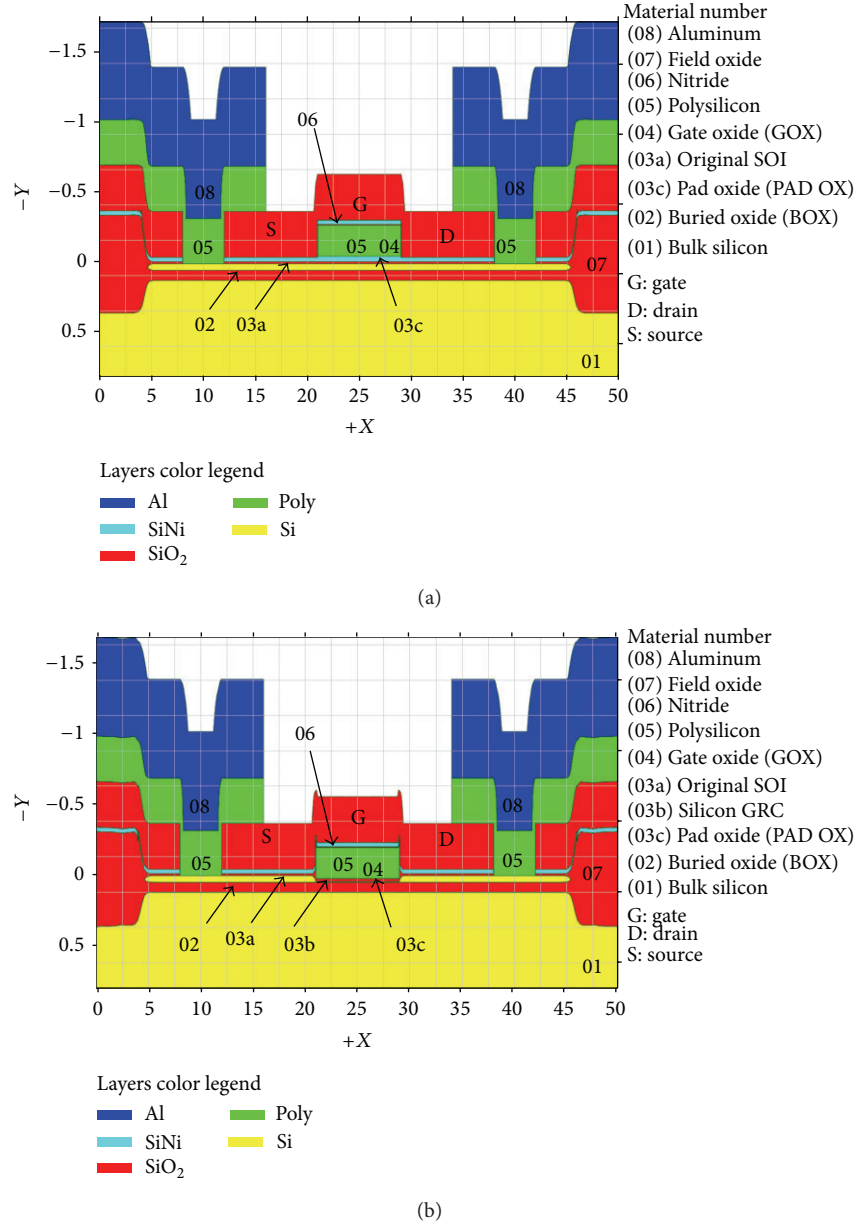 Material number
(08) Aluminum
(07) Field oxide
(06) Nitride
(05) Polysilicon
(04) Gate oxide (GOX)
(03a) Original SOI
(03c) Pad oxide (PAD OX)
(02) Buried oxide (BOX)
(01) Bulk silicon
G: gate
D: drain
S: source
−1.5
−1
−0.5
0
0.5
−Y
06
08
G
08
S
D
05
05 04
05
07
02
03a
03c
01
0 5 10 15 20 25 30 35 40 45 50
+X
Layers color legend
Al
Poly
SiNi
Si
SiO2
(a)
Material number
(08) Aluminum
(07) Field oxide
(06) Nitride
(05) Polysilicon
(04) Gate oxide (GOX)
(03a) Original SOI
(03b) Silicon GRC
(03c) Pad oxide (PAD OX)
(02) Buried oxide (BOX)
(01) Bulk silicon
G: gate
D: drain
S: source
−1.5
−1
−0.5
0
0.5
−Y
06
08
G
08
S
D
05
05 04
05
07
02
03a
03b
03c
01
0 5 10 15 20 25 30 35 40 45 50
+X
Layers color legend
Al
Poly
SiNi
Si
SiO2
(b)